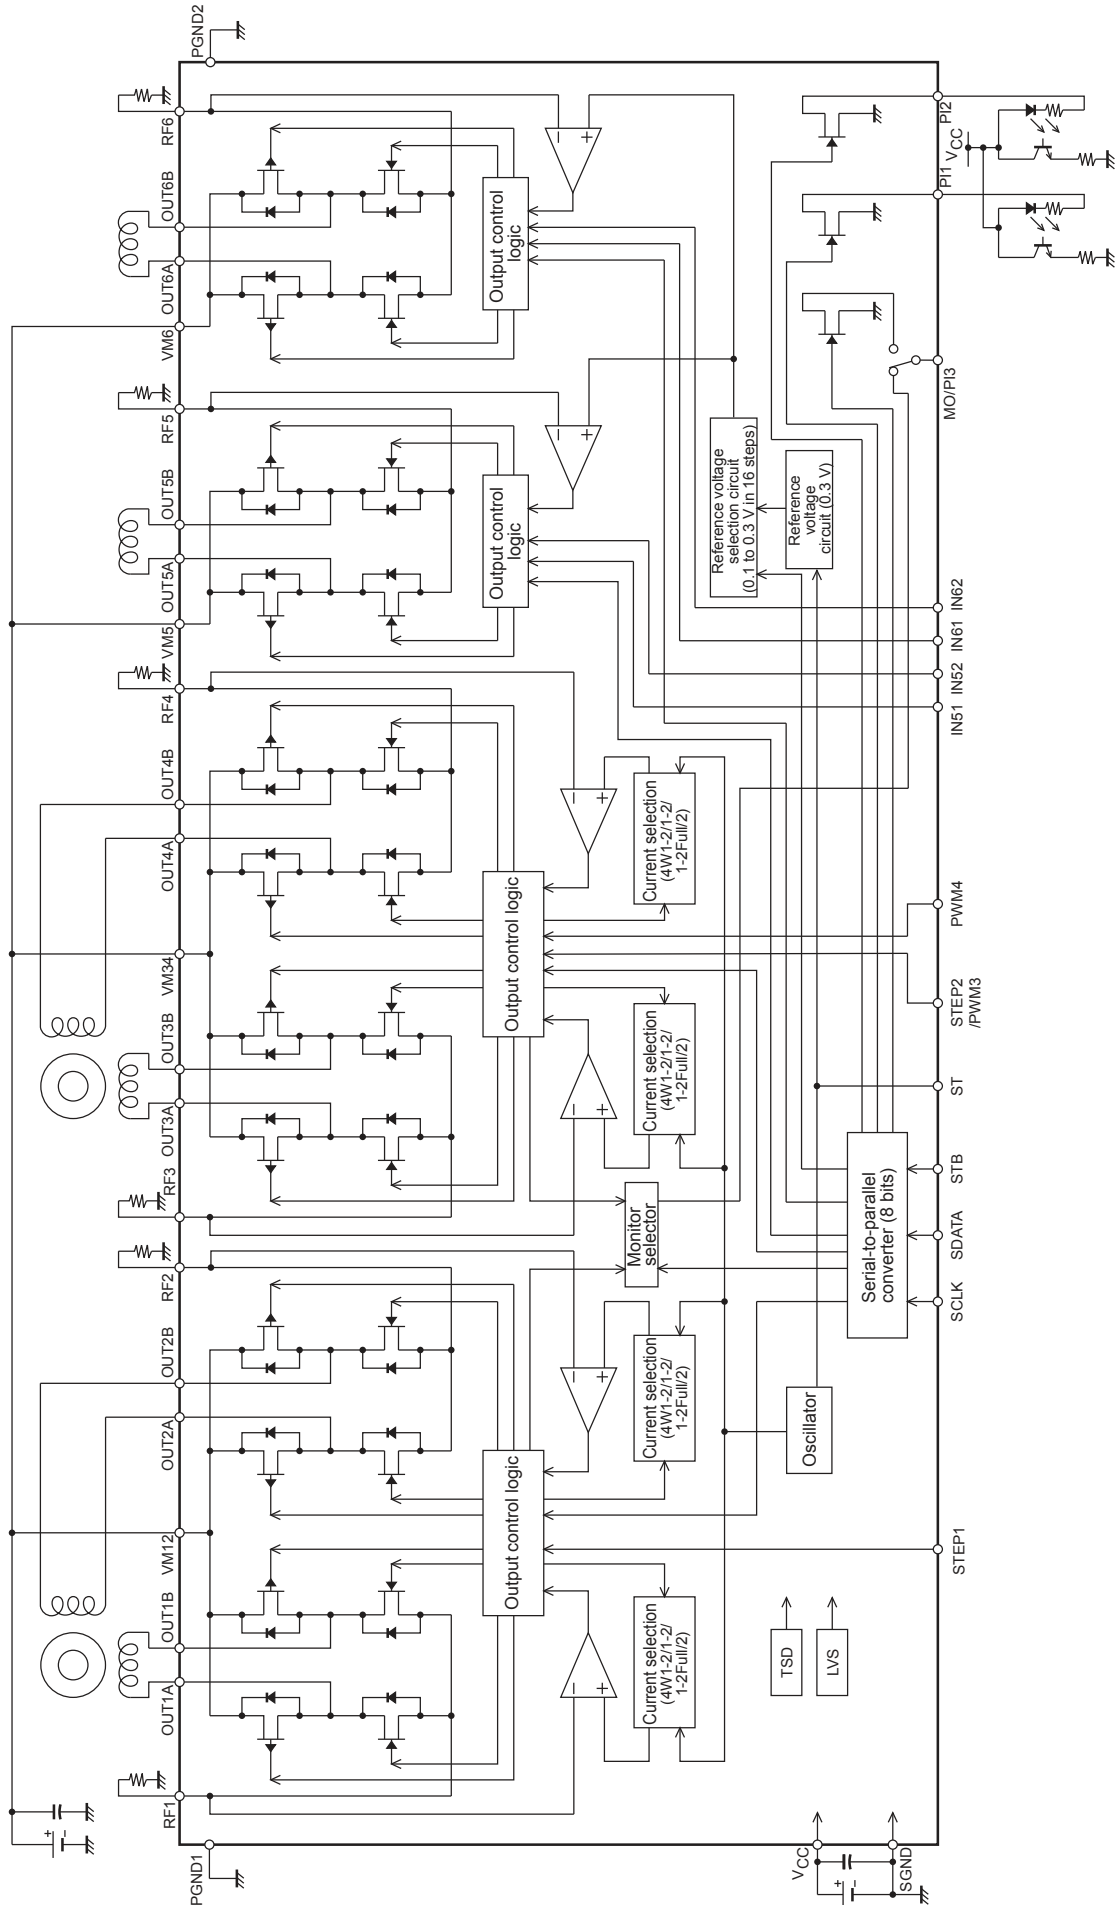 PGND1
RF1
OUT1A
OUT1B
VM12
OUT2A
OUT2B
RF2
RF3
OUT3A
OUT3B
VM34
OUT4A
OUT4B
RF4
VM5
OUT5A
OUT5B
RF5
VM6
OUT6A
OUT6B
RF6
PGND2
+
−
Output control logic
Output control logic
Output control
logic
Output control
logic
−
+
−
+
−
+
−
+
−
+
−
+
Current selection
(4W1-2/1-2/
1-2Full/2)
Current selection
(4W1-2/1-2/
1-2Full/2)
Monitor
selector
Current selection
(4W1-2/1-2/
1-2Full/2)
Current selection
(4W1-2/1-2/
1-2Full/2)
Reference voltage
selection circuit
(0.1 to 0.3 V in 16 steps)
Reference
voltage
circuit (0.3 V)
TSD
LVS
Oscillator
Serial-to-parallel
converter (8 bits)
+
−
VCC
SGND
STEP1
SCLK
SDATA
STB
ST
STEP2
/PWM3
PWM4
IN51
IN52
IN61
IN62
MO/PI3
PI1
VCC
PI2